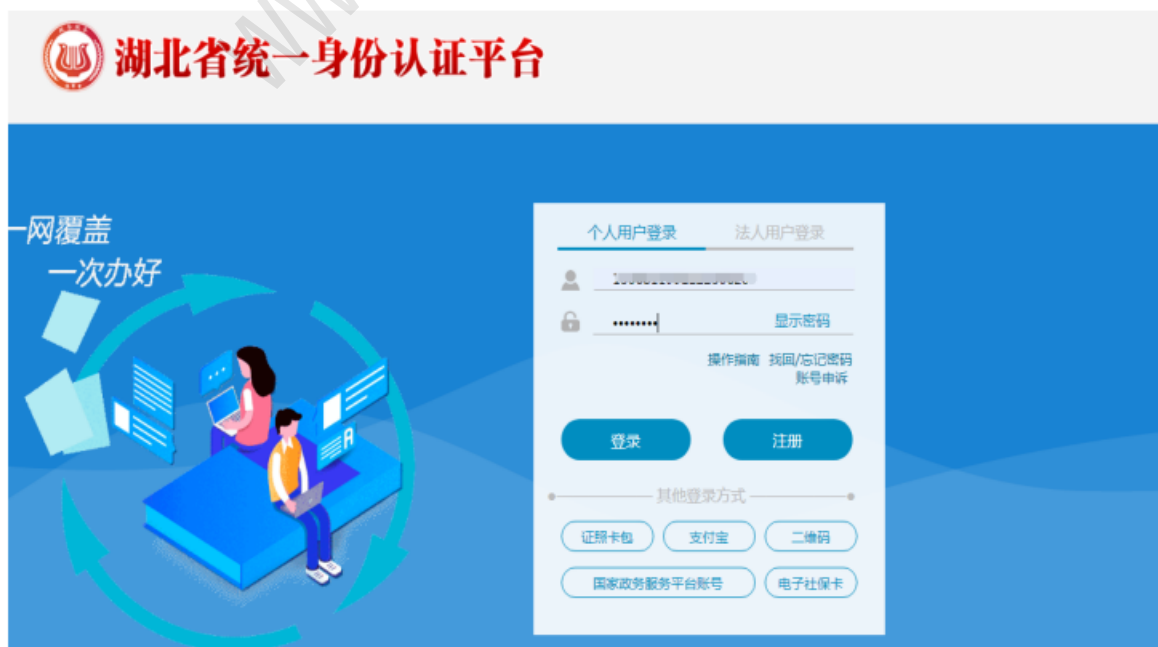 湖北省统一身份认证平台
一网覆盖
一次办好
个人用户登录 法人用户登录
•••••••• 显示密码
操作指南 找回/忘记密码
账号申诉
登录 注册
其他登录方式
证照卡包 支付宝 二维码
国家政务服务平台账号 电子社保卡
A